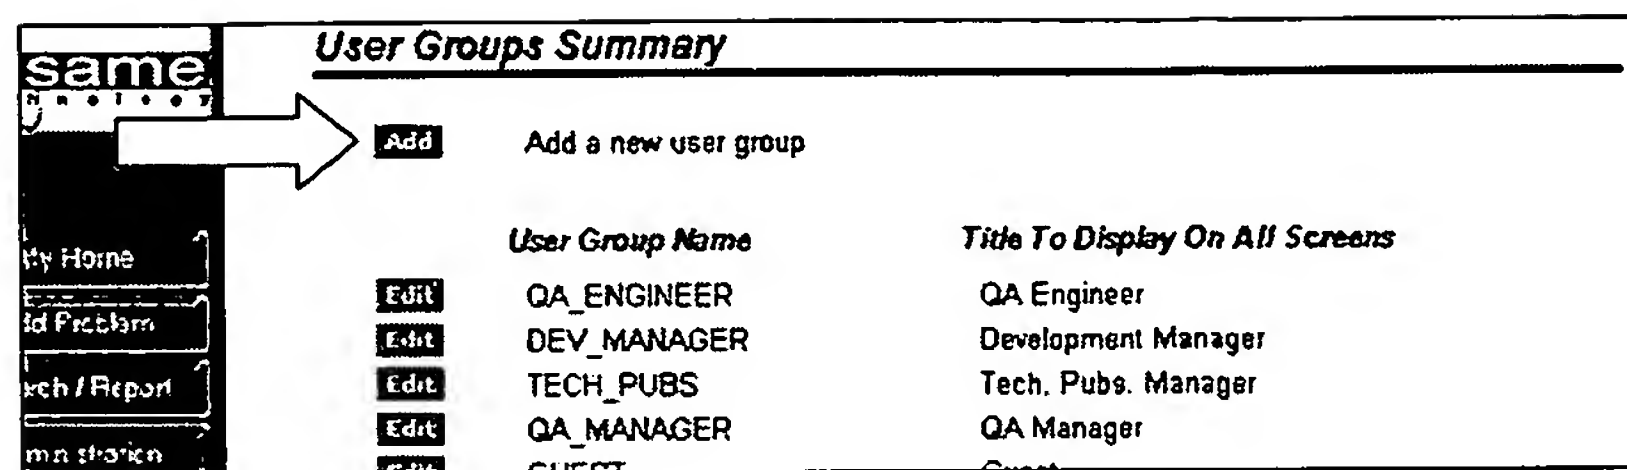 User Groups Summary
same
Add Add a new user group
User Group Name Title To Display On All Screens
My Home
Edit QA_ENGINEER QA Engineer
Edit DEV_MANAGER Development Manager
Edit TECH_PUBS Tech. Pubs. Manager
/ Report
Edit QA_MANAGER QA Manager